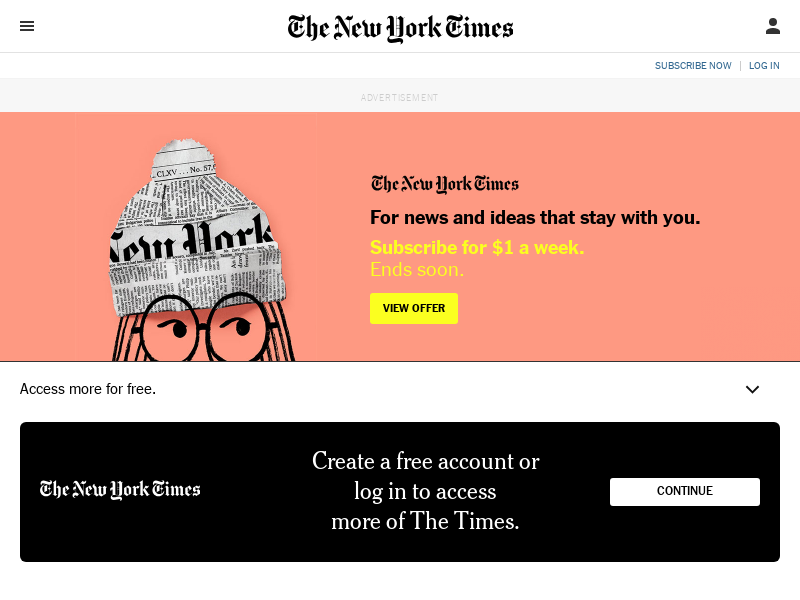 The New York Times
SUBSCRIBE NOW | LOG IN
ADVERTISEMENT
CLXV . . . No. 57,
New York
The New York Times
For news and ideas that stay with you.
Subscribe for $1 a week.
Ends soon.
VIEW OFFER
Access more for free.
The New York Times
Create a free account or
log in to access
more of The Times.
CONTINUE